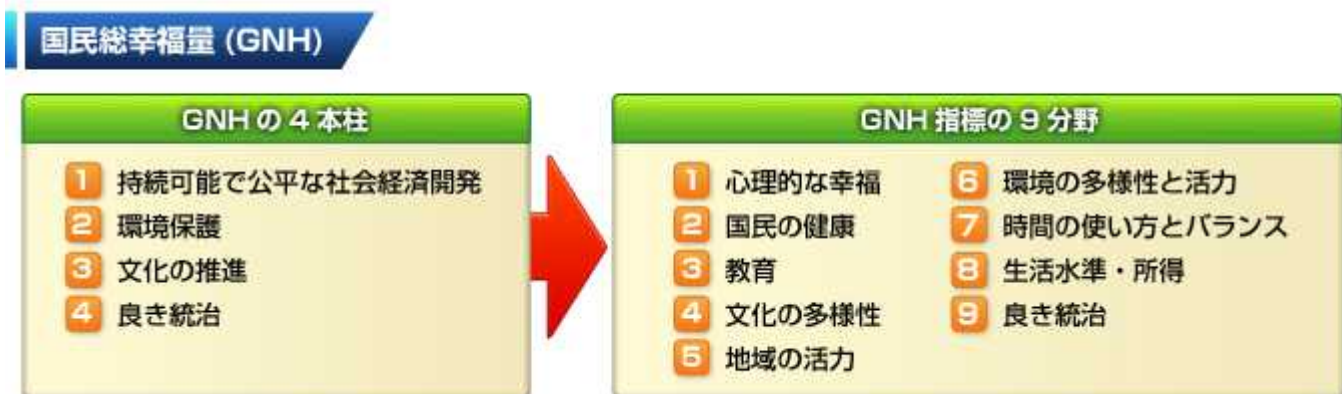 国民総幸福量 (GNH)
GNH の 4 本柱
1 持続可能で公平な社会経済開発
2 環境保護
3 文化の推進
4 良き統治
GNH 指標の 9 分野
1 心理的な幸福
2 国民の健康
3 教育
4 文化の多様性
5 地域の活力
6 環境の多様性と活力
7 時間の使い方とバランス
8 生活水準・所得
9 良き統治